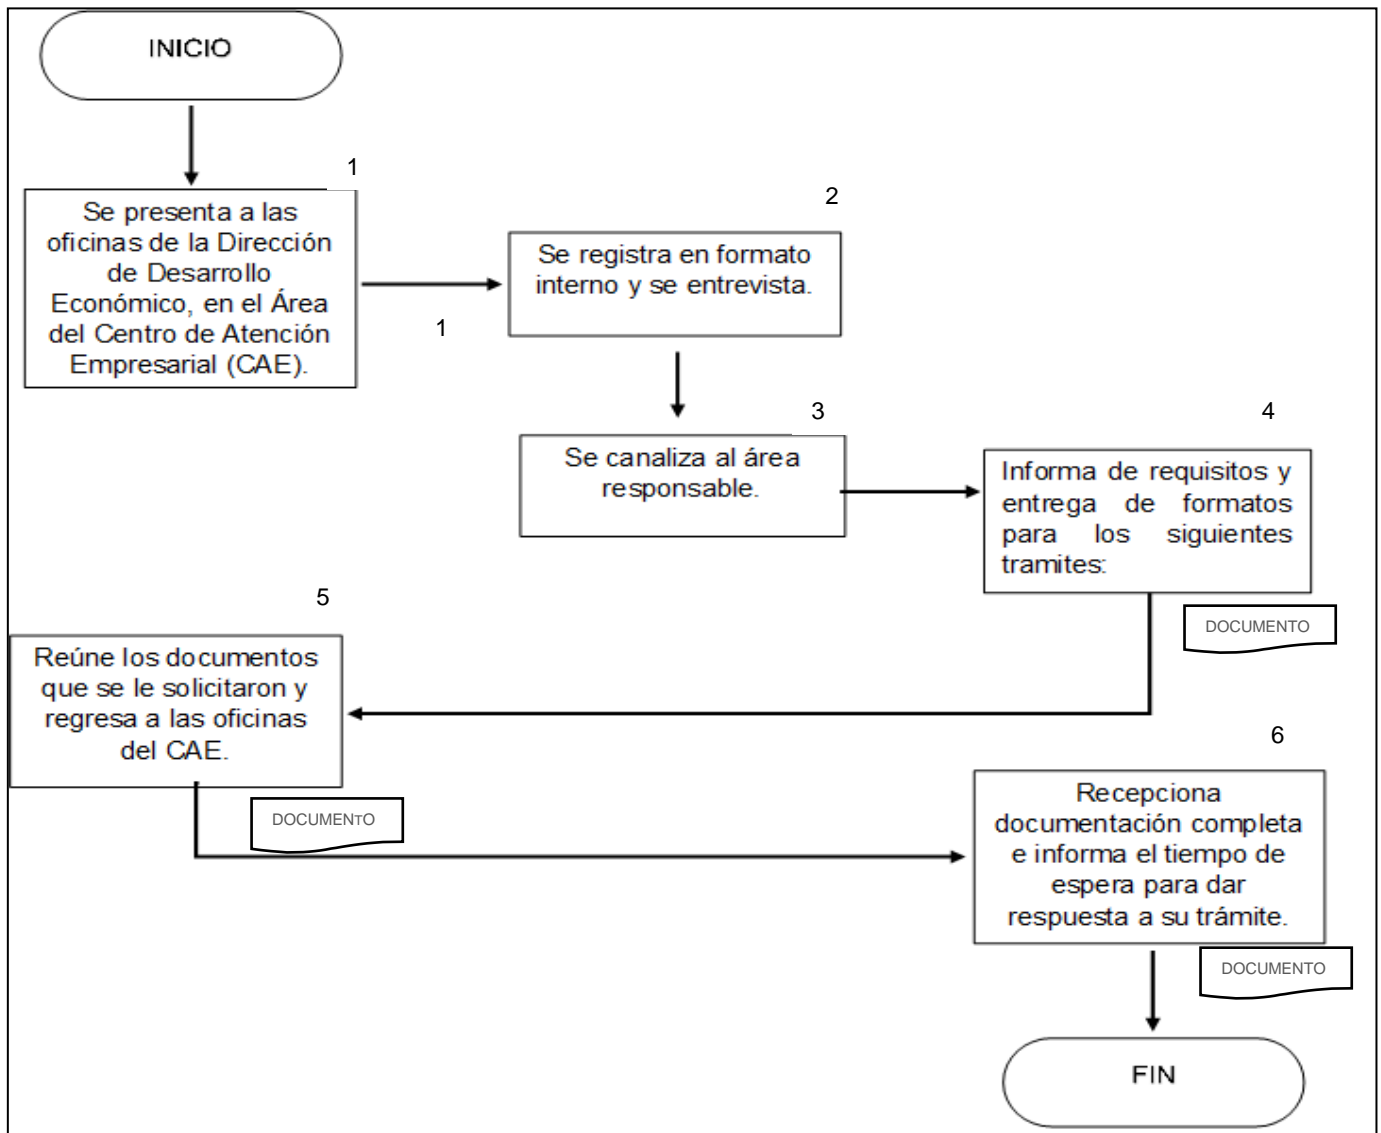 INICIO
1
Se presenta a las
oficinas de la Dirección
de Desarrollo
Económico, en el Área
del Centro de Atención
Empresarial (CAE).
1
2
Se registra en formato
interno y se entrevista.
3
Se canaliza al área
responsable.
4
Informa de requisitos y
entrega de formatos
para los siguientes
tramites:
DOCUMENTO
5
Reúne los documentos
que se le solicitaron y
regresa a las oficinas
del CAE.
DOCUMENTO
6
Recepciona
documentación completa
e informa el tiempo de
espera para dar
respuesta a su trámite.
DOCUMENTO
FIN